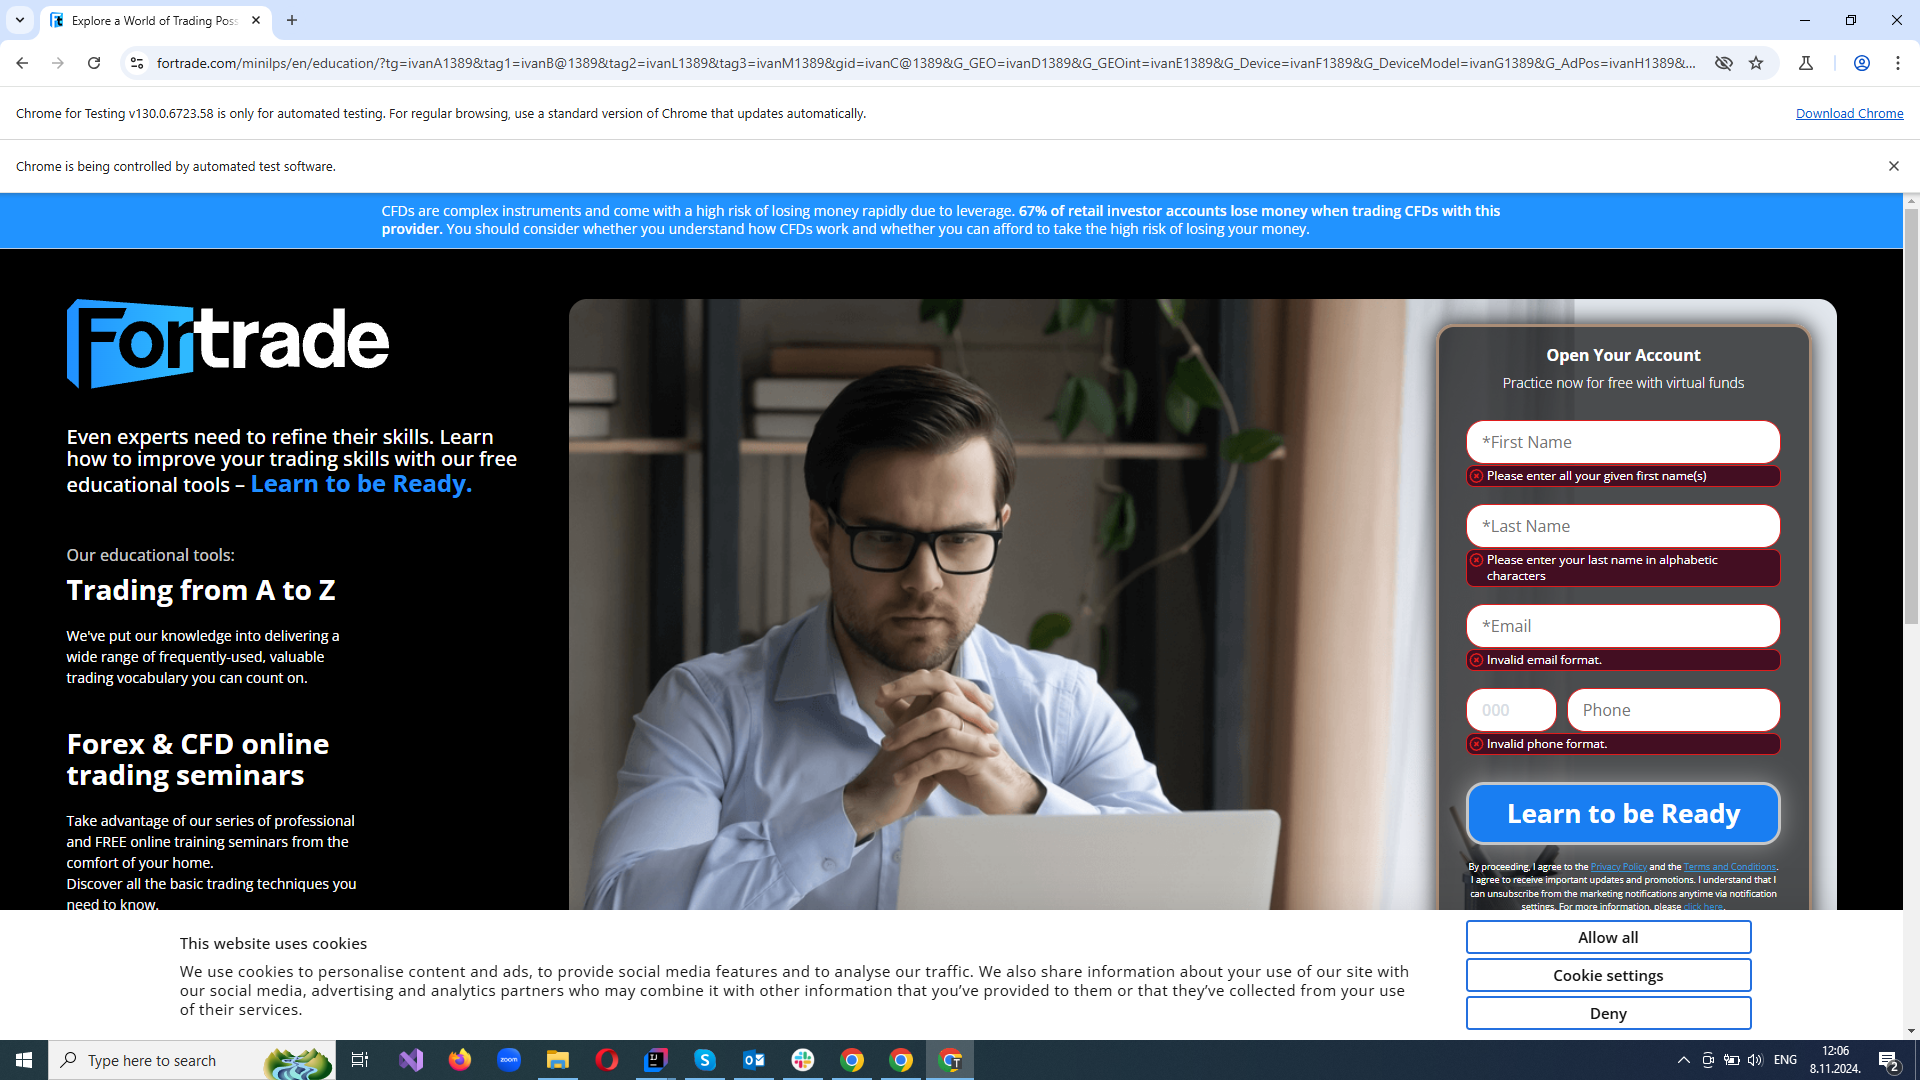 Explore a World of Trading Poss
fortrade.com/minilps/en/education/?tg=ivanA1389&tag1=ivanB@1389&tag2=ivanL1389&tag3=ivanM1389&gid=ivanC@1389&G_GEO=ivanD1389&G_GEOint=ivanE1389&G_Device=ivanF1389&G_DeviceModel=ivanG1389&G_AdPos=ivanH1389&...
Chrome for Testing v130.0.6723.58 is only for automated testing. For regular browsing, use a standard version of Chrome that updates automatically.
Download Chrome
Chrome is being controlled by automated test software.
CFDs are complex instruments and come with a high risk of losing money rapidly due to leverage. 67% of retail investor accounts lose money when trading CFDs with this
provider. You should consider whether you understand how CFDs work and whether you can afford to take the high risk of losing your money.
Fortrade
Even experts need to refine their skills. Learn
how to improve your trading skills with our free
educational tools – Learn to be Ready.
Our educational tools:
Trading from A to Z
We've put our knowledge into delivering a
wide range of frequently-used, valuable
trading vocabulary you can count on.
Forex & CFD online
trading seminars
Take advantage of our series of professional
and FREE online training seminars from the
comfort of your home.
Discover all the basic trading techniques you
need to know.
Open Your Account
Practice now for free with virtual funds
*First Name
Please enter all your given first name(s)
*Last Name
Please enter your last name in alphabetic
characters
*Email
Invalid email format.
000
Phone
Invalid phone format.
Learn to be Ready
By proceeding, I agree to the Privacy Policy and the Terms and Conditions.
I agree to receive important updates and promotions. I understand that I
can unsubscribe from the marketing notifications anytime via notification
settings. For more information, please click here.
This website uses cookies
We use cookies to personalise content and ads, to provide social media features and to analyse our traffic. We also share information about your use of our site with
our social media, advertising and analytics partners who may combine it with other information that you've provided to them or that they've collected from your use
of their services.
Allow all
Cookie settings
Deny
Type here to search
zoom
ENG
12:06
8.11.2024.
2